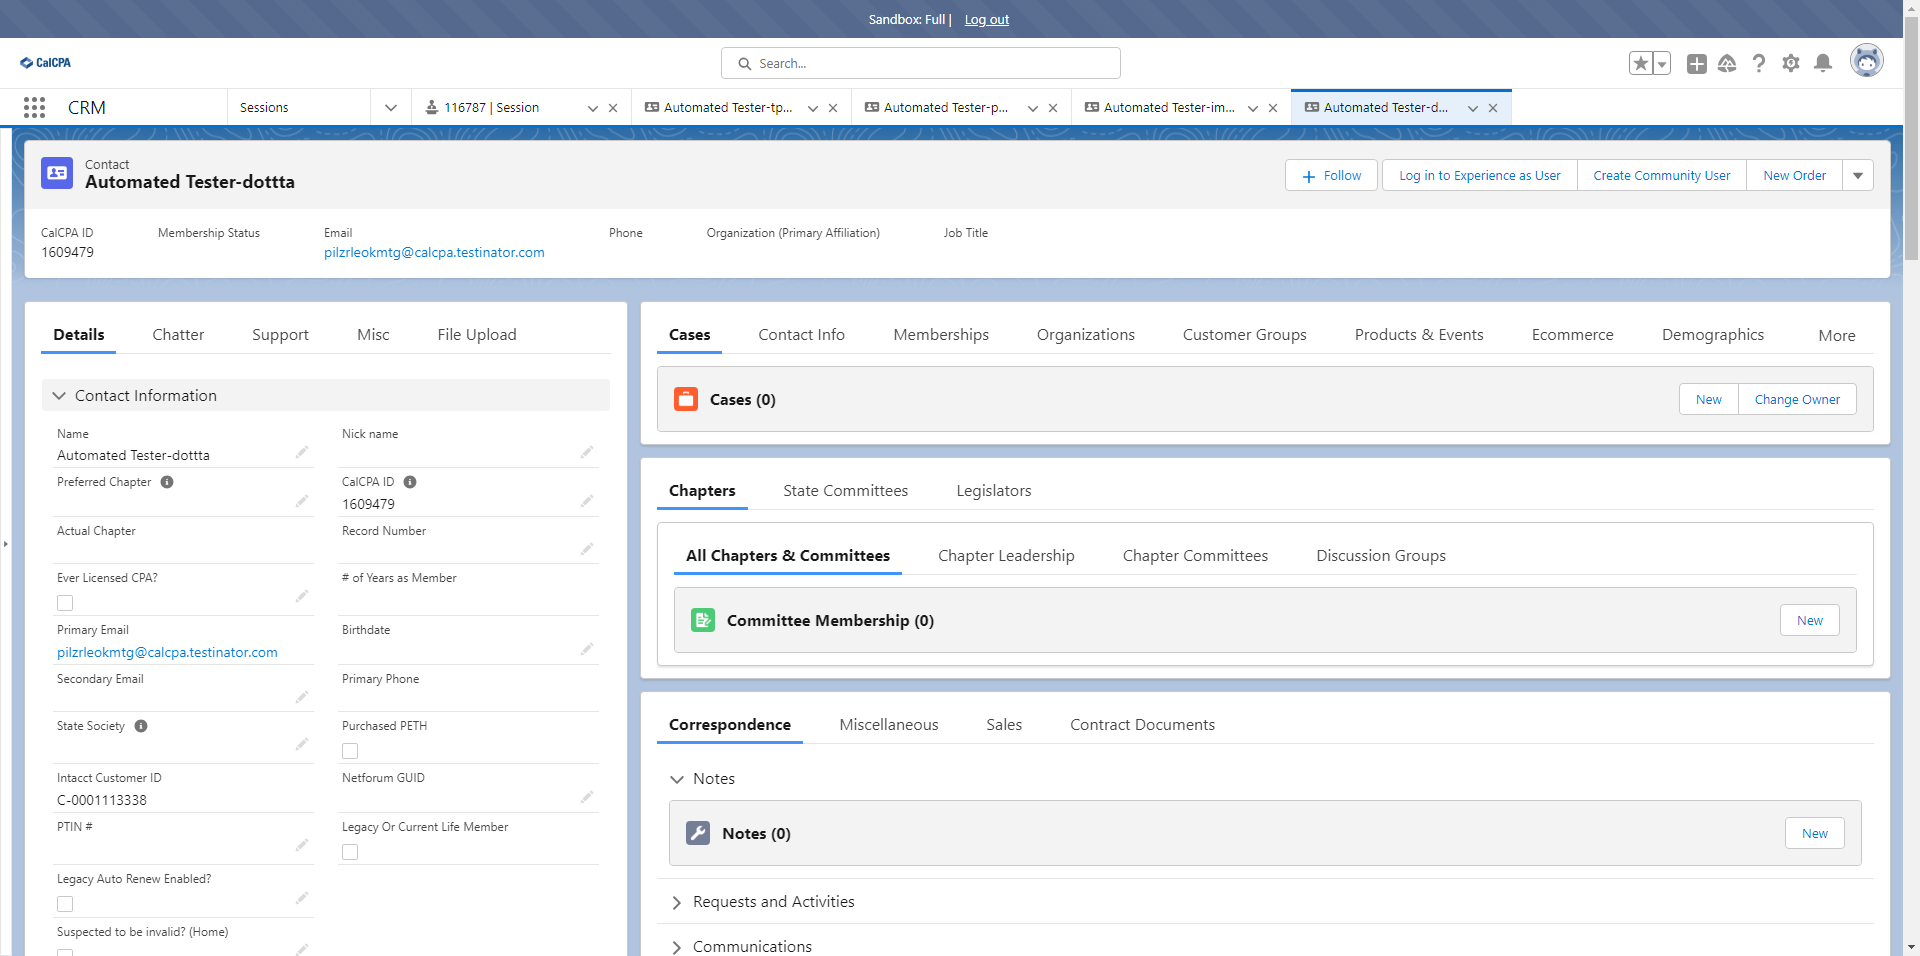 Sandbox: Full | Log out
CalCPA
Search...
CRM
Sessions
116787 | Session
Automated Tester-tp...
Automated Tester-p...
Automated Tester-im...
Automated Tester-d...
Contact
Automated Tester-dottta
Follow
Log in to Experience as User
Create Community User
New Order
CalCPA ID
1609479
Membership Status
Email
pilzrleokmtg@calcpa.testinator.com
Phone
Organization (Primary Affiliation)
Job Title
Details
Chatter
Support
Misc
File Upload
Contact Information
Name
Automated Tester-dottta
Nick name
Preferred Chapter
CalCPA ID
1609479
Actual Chapter
Record Number
Ever Licensed CPA?
# of Years as Member
Primary Email
pilzrleokmtg@calcpa.testinator.com
Birthdate
Secondary Email
Primary Phone
State Society
Purchased PETH
Intacct Customer ID
C-0001113338
Netforum GUID
PTIN #
Legacy Or Current Life Member
Legacy Auto Renew Enabled?
Suspected to be invalid? (Home)
Cases
Contact Info
Memberships
Organizations
Customer Groups
Products & Events
Ecommerce
Demographics
More
Cases (0)
New
Change Owner
Chapters
State Committees
Legislators
All Chapters & Committees
Chapter Leadership
Chapter Committees
Discussion Groups
Committee Membership (0)
New
Correspondence
Miscellaneous
Sales
Contract Documents
Notes
Notes (0)
New
Requests and Activities
Communications